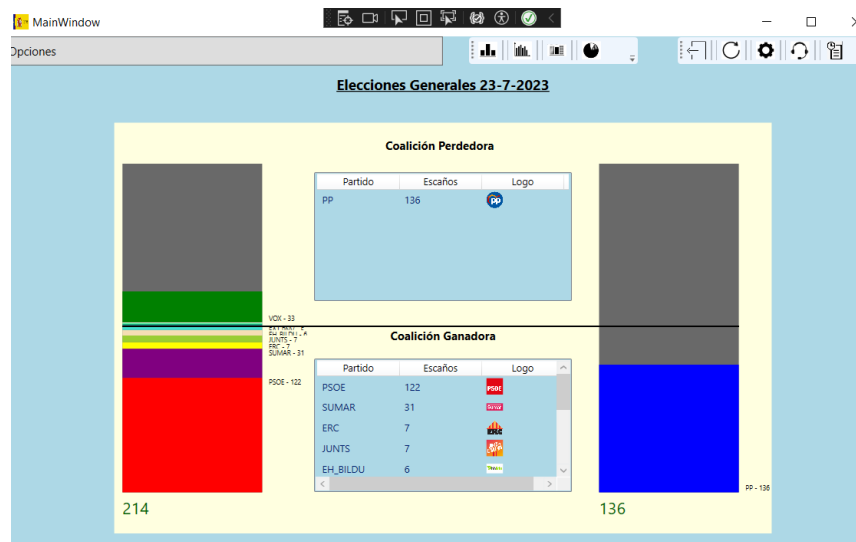 MainWindow
Opciones
Elecciones Generales 23-7-2023
Coalición Perdedora
Partido Escaños Logo
PP 136
VOX - 33
JUNTS - 7
ERC - 7
SUMAR - 31
PSOE - 122
Coalición Ganadora
Partido Escaños Logo
PSOE 122 PSOE
SUMAR 31
ERC 7 ERC
JUNTS 7
EH_BILDU 6
PP - 136
214
136